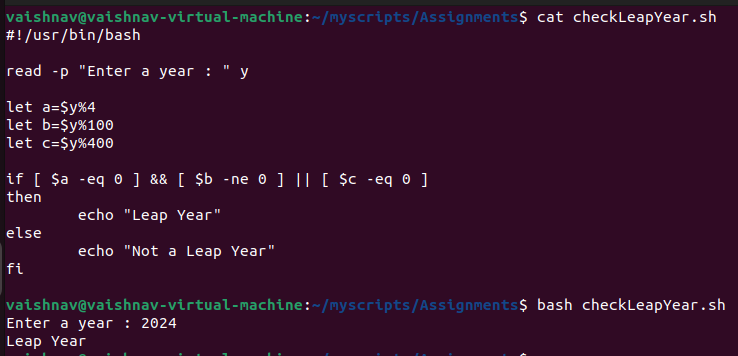 vaishnav@vaishnav-virtual-machine:~/myscripts/Assignments$ cat checkLeapYear.sh
#!/usr/bin/bash
read -p "Enter a year : " y
let a=$y%4
let b=$y%100
let c=$y%400
if [ $a -eq 0 ] && [ $b -ne 0 ] || [ $c -eq 0 ]
then
        echo "Leap Year"
else
        echo "Not a Leap Year"
fi
vaishnav@vaishnav-virtual-machine:~/myscripts/Assignments$ bash checkLeapYear.sh
Enter a year : 2024
Leap Year